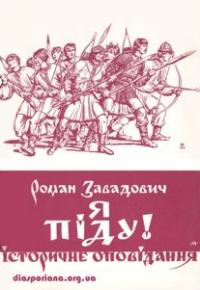 Роман Завадович
Я
ПІДУ!
історичне оповідання
diasporiana.org.ua